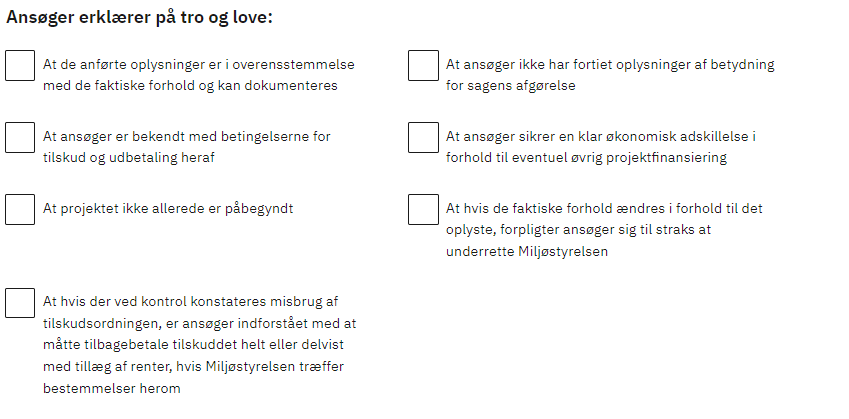 Ansøger erklærer på tro og love:
At de anførte oplysninger er i overensstemmelse
med de faktiske forhold og kan dokumenteres
At ansøger ikke har fortiet oplysninger af betydning
for sagens afgørelse
At ansøger er bekendt med betingelserne for
tilskud og udbetaling heraf
At ansøger sikrer en klar økonomisk adskillelse i
forhold til eventuel øvrig projektfinansiering
At projektet ikke allerede er påbegyndt
At hvis de faktiske forhold ændres i forhold til det
oplyste, forpligter ansøger sig til straks at
underrette Miljøstyrelsen
At hvis der ved kontrol konstateres misbrug af
tilskudsordningen, er ansøger indforstået med at
måtte tilbagebetale tilskuddet helt eller delvist
med tillæg af renter, hvis Miljøstyrelsen træffer
bestemmelser herom